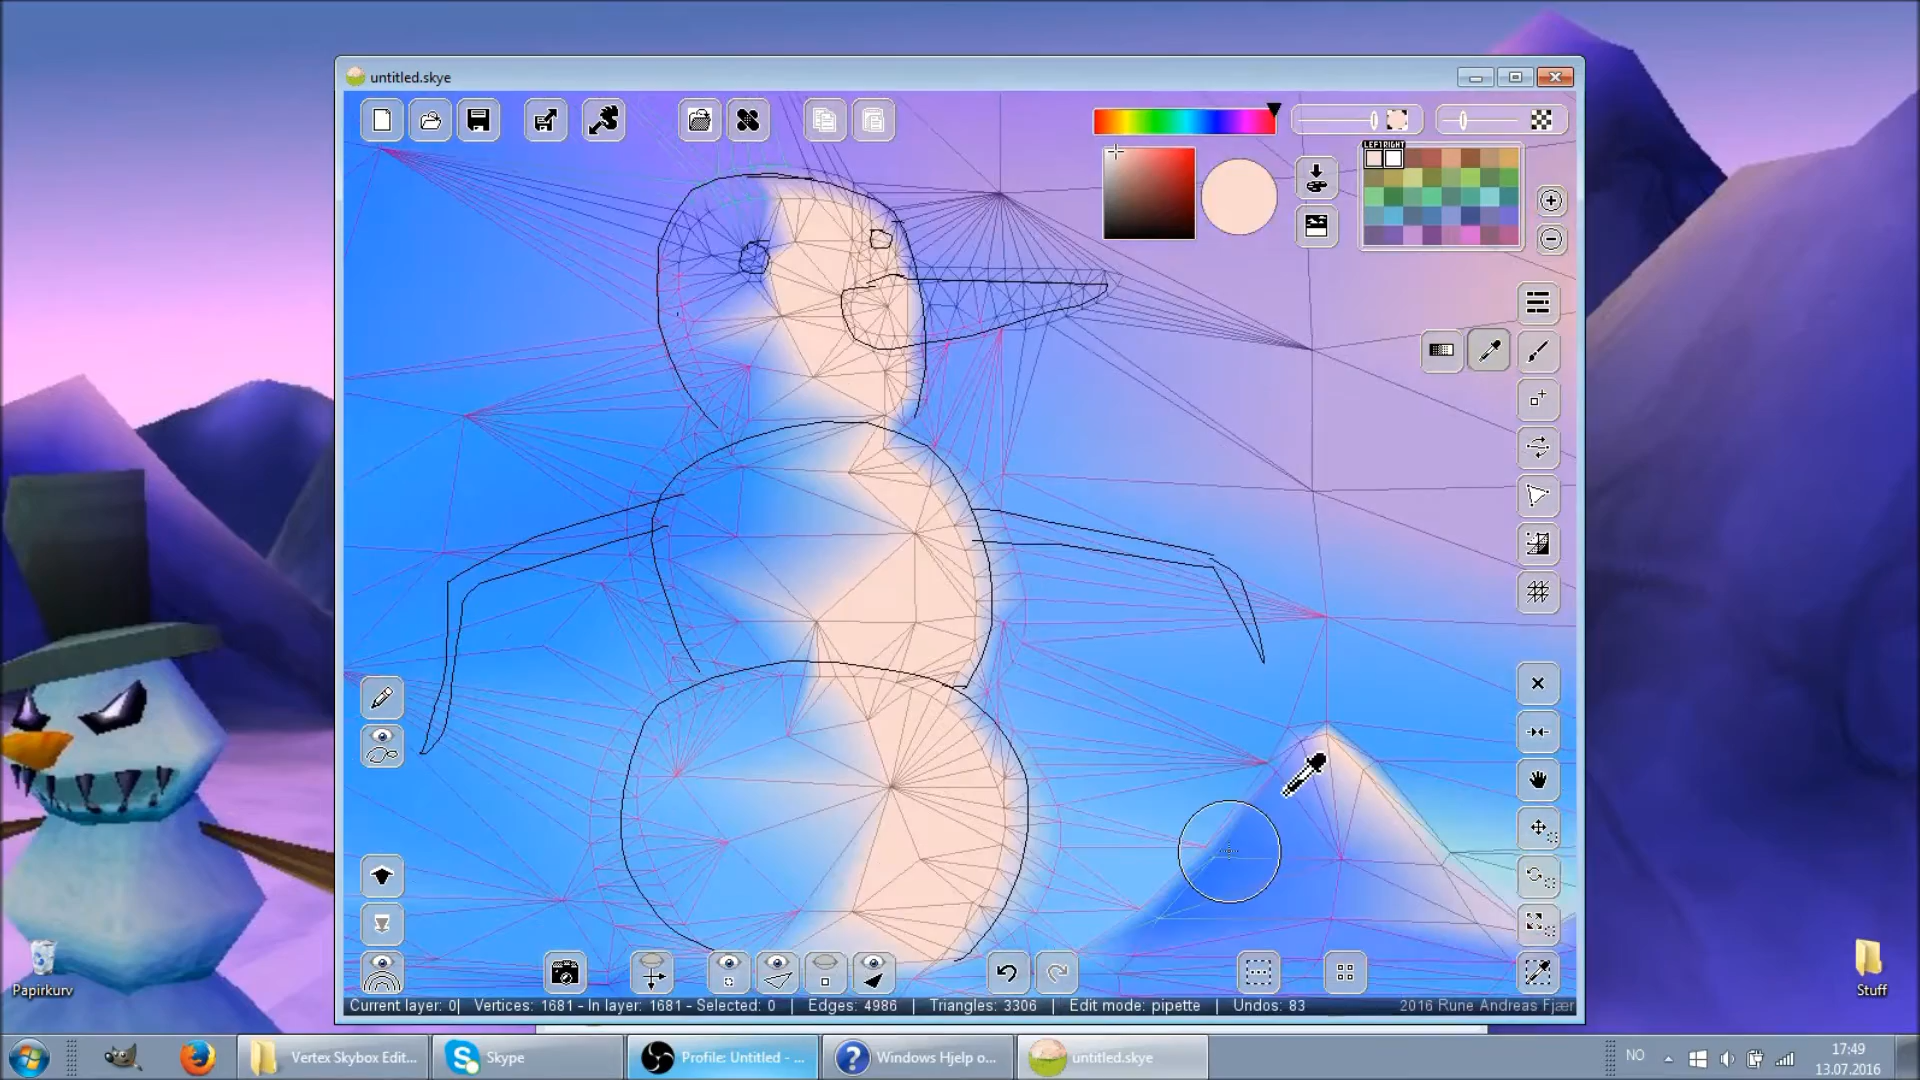 untitled.skye
LEFT RIGHT
Papirkurv
Stuff
Current layer: 0| Vertices: 1681 - In layer: 1681 - Selected: 0 | Edges: 4986 | Triangles: 3306 | Edit mode: pipette | Undos: 83 2016 Rune Andreas Fjær
Vertex Skybox Edit...
Skype
Profile: Untitled - ...
Windows Hjelp o...
untitled.skye
NO
17:49
13.07.2016